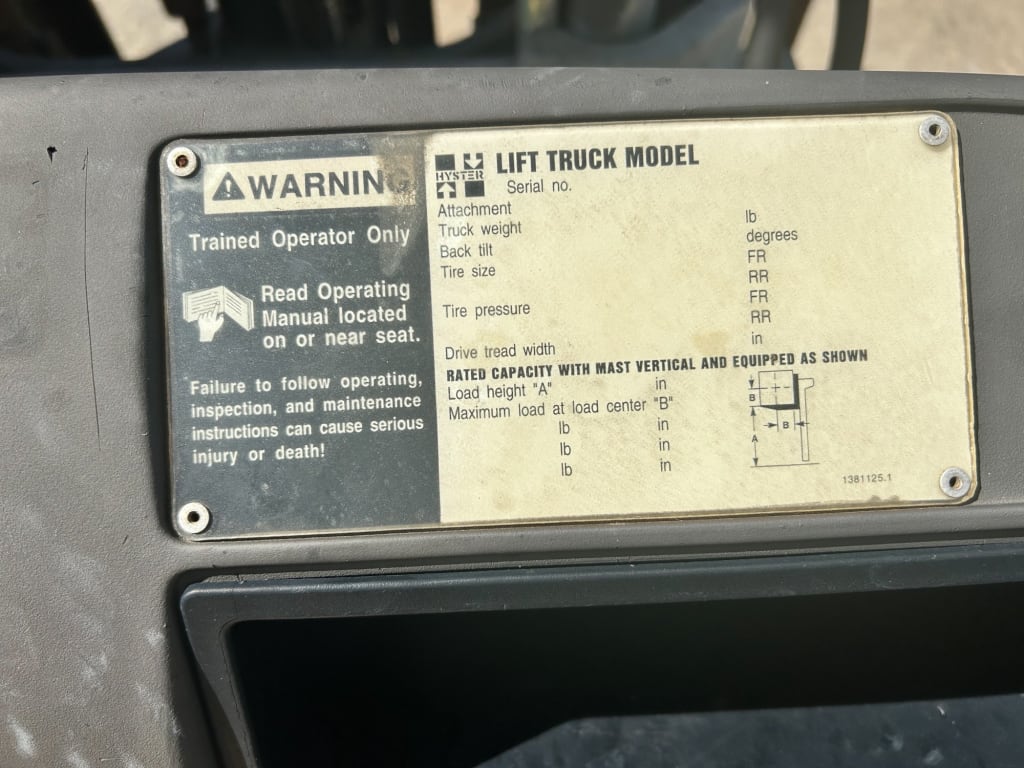 WARNING
Trained Operator Only
Read Operating
Manual located
on or near seat.
Failure to follow operating,
inspection, and maintenance
instructions can cause serious
injury or death!
HYSTER
LIFT TRUCK MODEL
Serial no.
Attachment
Truck weight lb
Back tilt degrees
Tire size FR
RR
Tire pressure FR
RR
Drive tread width in
RATED CAPACITY WITH MAST VERTICAL AND EQUIPPED AS SHOWN
Load height "A" in
Maximum load at load center "B"
lb in
lb in
lb in
B
B
A
1381125.1